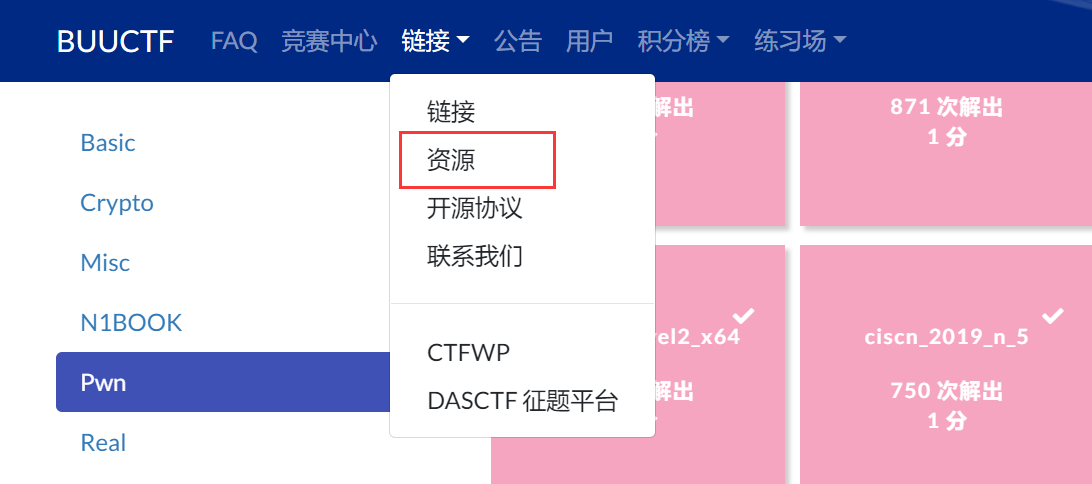 BUUCTF FAQ 竞赛中心 链接 公告 用户 积分榜 练习场
链接
资源
开源协议
联系我们
CTFWP
DASCTF 征题平台
Basic
Crypto
Misc
N1BOOK
Pwn
Real
解出
871 次解出
1 分
el2_x64
解出
ciscn_2019_n_5
750 次解出
1 分